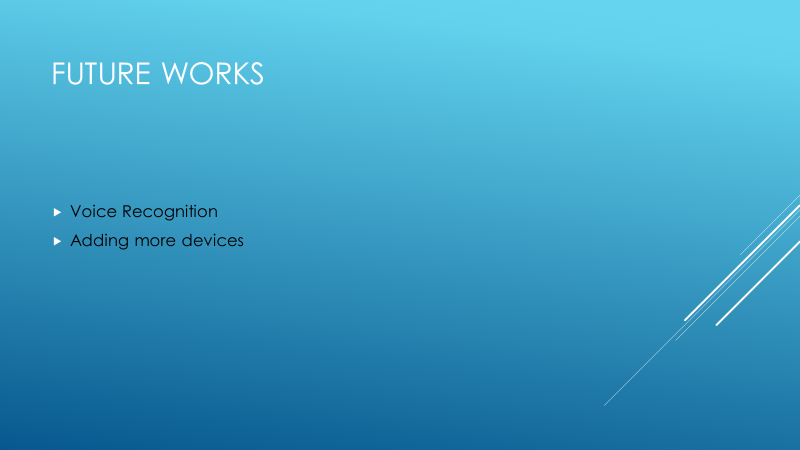 FUTURE WORKS
Voice Recognition
Adding more devices